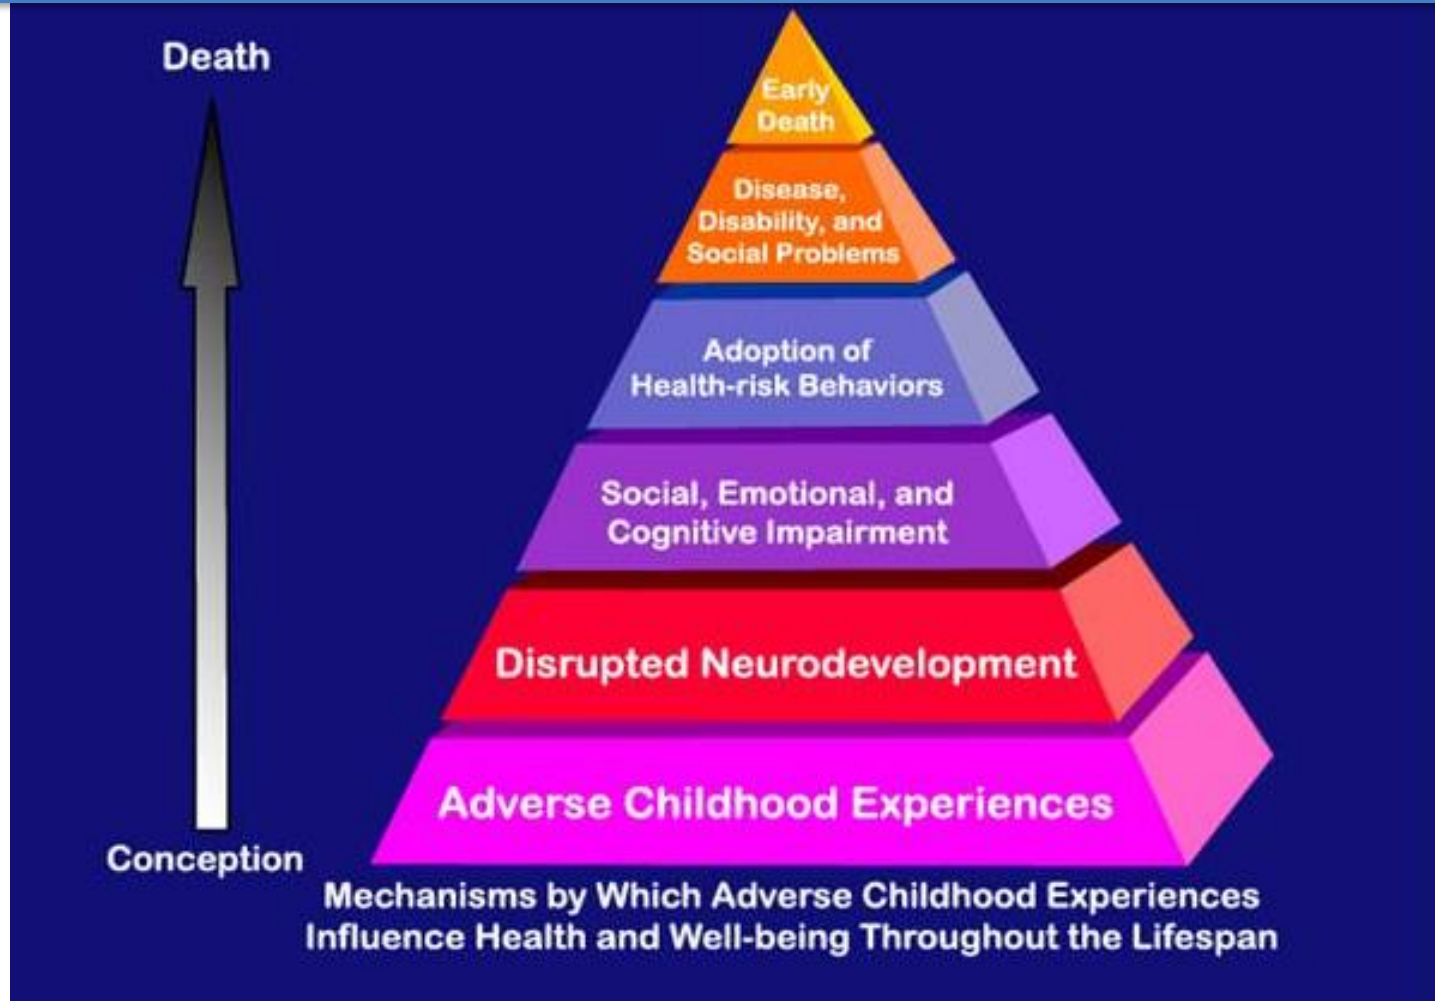 Death
Early
Death
Disease,
Disability, and
Social Problems
Adoption of
Health-risk Behaviors
Social, Emotional, and
Cognitive Impairment
Disrupted Neurodevelopment
Adverse Childhood Experiences
Conception
Mechanisms by Which Adverse Childhood Experiences
Influence Health and Well-being Throughout the Lifespan